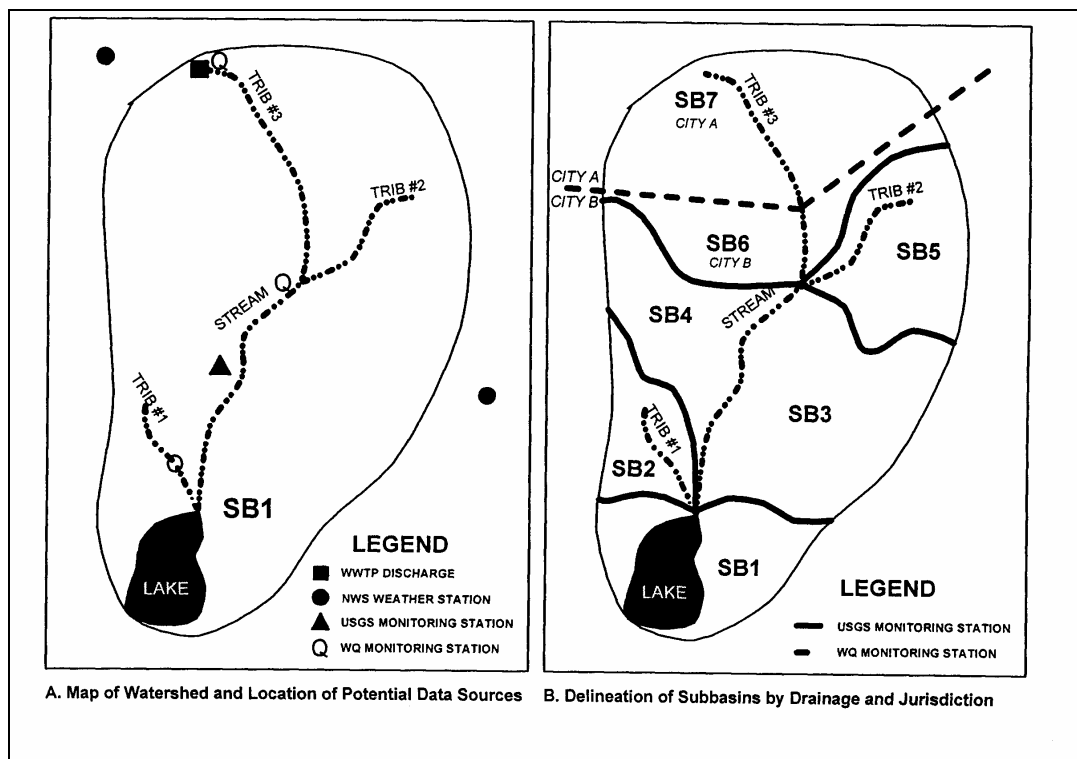 Q
TRIB #3
TRIB #2
Q
STREAM
TRIB #1
Q
SB1
LAKE
LEGEND
WWTP DISCHARGE
NWS WEATHER STATION
USGS MONITORING STATION
Q WQ MONITORING STATION
A. Map of Watershed and Location of Potential Data Sources
SB7
CITY A
TRIB #3
CITY A
CITY B
TRIB #2
SB6
CITY B
SB5
STREAM
SB4
SB3
TRIB #1
SB2
SB1
LAKE
LEGEND
USGS MONITORING STATION
WQ MONITORING STATION
B. Delineation of Subbasins by Drainage and Jurisdiction